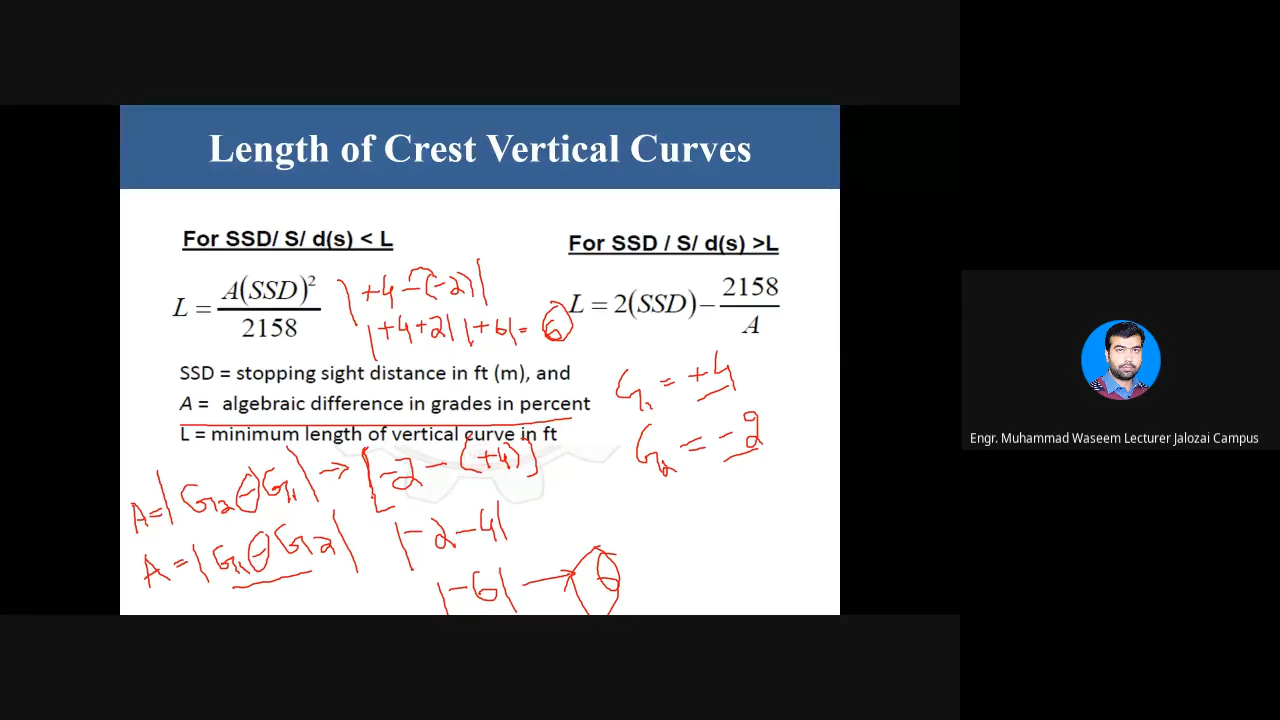 Length of Crest Vertical Curves
For SSD/ S/ d(s) < L
L = A(SSD)² / 2158
For SSD / S/ d(s) >L
L = 2(SSD) − 2158 / A
|+4 −(−2)|
|+4+2| |+6| = 6
SSD = stopping sight distance in ft (m), and
A = algebraic difference in grades in percent
L = minimum length of vertical curve in ft
G₁ = +4
G₂ = −2
A=|G₂−G₁| → [−2 −(+4)]
A=|G₁−G₂| |−2−4|
|−6| → 6
Engr. Muhammad Waseem Lecturer Jalozai Campus